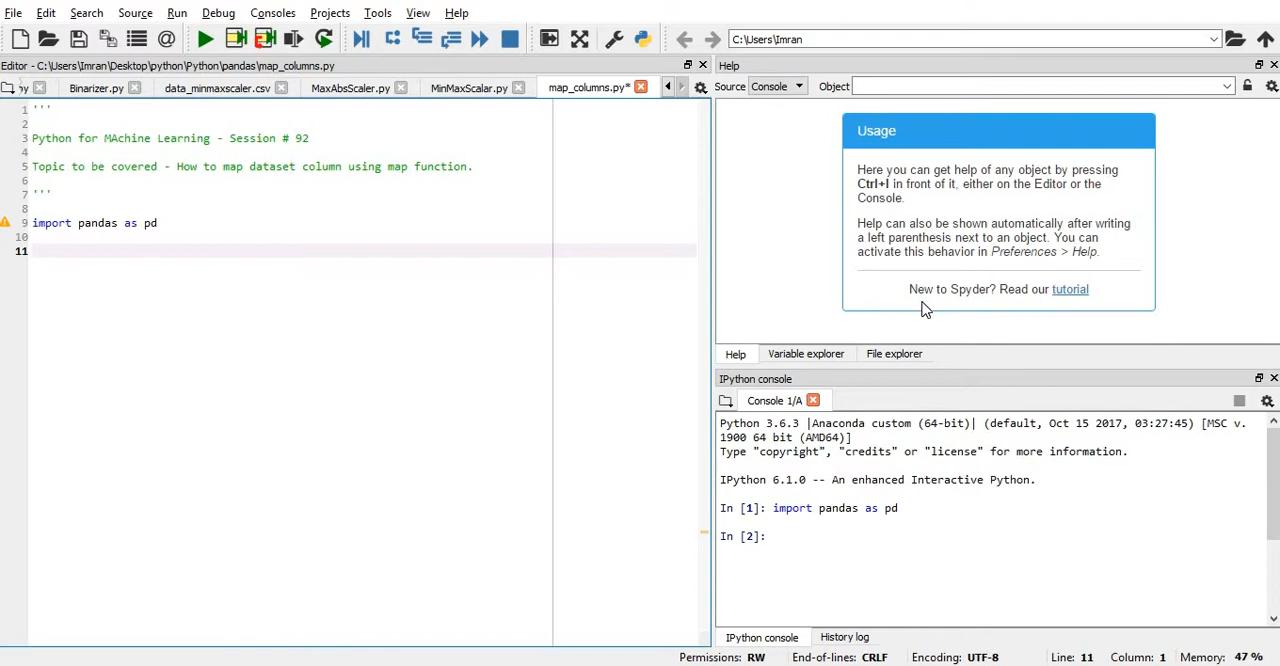 File Edit Search Source Run Debug Consoles Projects Tools View Help
C:\Users\Imran
Editor - C:\Users\Imran\Desktop\python\Python\pandas\map_columns.py
Help
py Binarizer.py data_minmaxscaler.csv MaxAbsScaler.py MinMaxScaler.py map_columns.py*
Source Console Object
1 '''
2
3 Python for MAchine Learning - Session # 92
4
5 Topic to be covered - How to map dataset column using map function.
6
7 '''
8
9 import pandas as pd
10
11
Usage
Here you can get help of any object by pressing
Ctrl+I in front of it, either on the Editor or the
Console.
Help can also be shown automatically after writing
a left parenthesis next to an object. You can
activate this behavior in Preferences > Help.
New to Spyder? Read our tutorial
Help Variable explorer File explorer
IPython console
Console 1/A
Python 3.6.3 |Anaconda custom (64-bit)| (default, Oct 15 2017, 03:27:45) [MSC v.
1900 64 bit (AMD64)]
Type "copyright", "credits" or "license" for more information.
IPython 6.1.0 -- An enhanced Interactive Python.
In [1]: import pandas as pd
In [2]:
IPython console History log
Permissions: RW End-of-lines: CRLF Encoding: UTF-8 Line: 11 Column: 1 Memory: 47 %